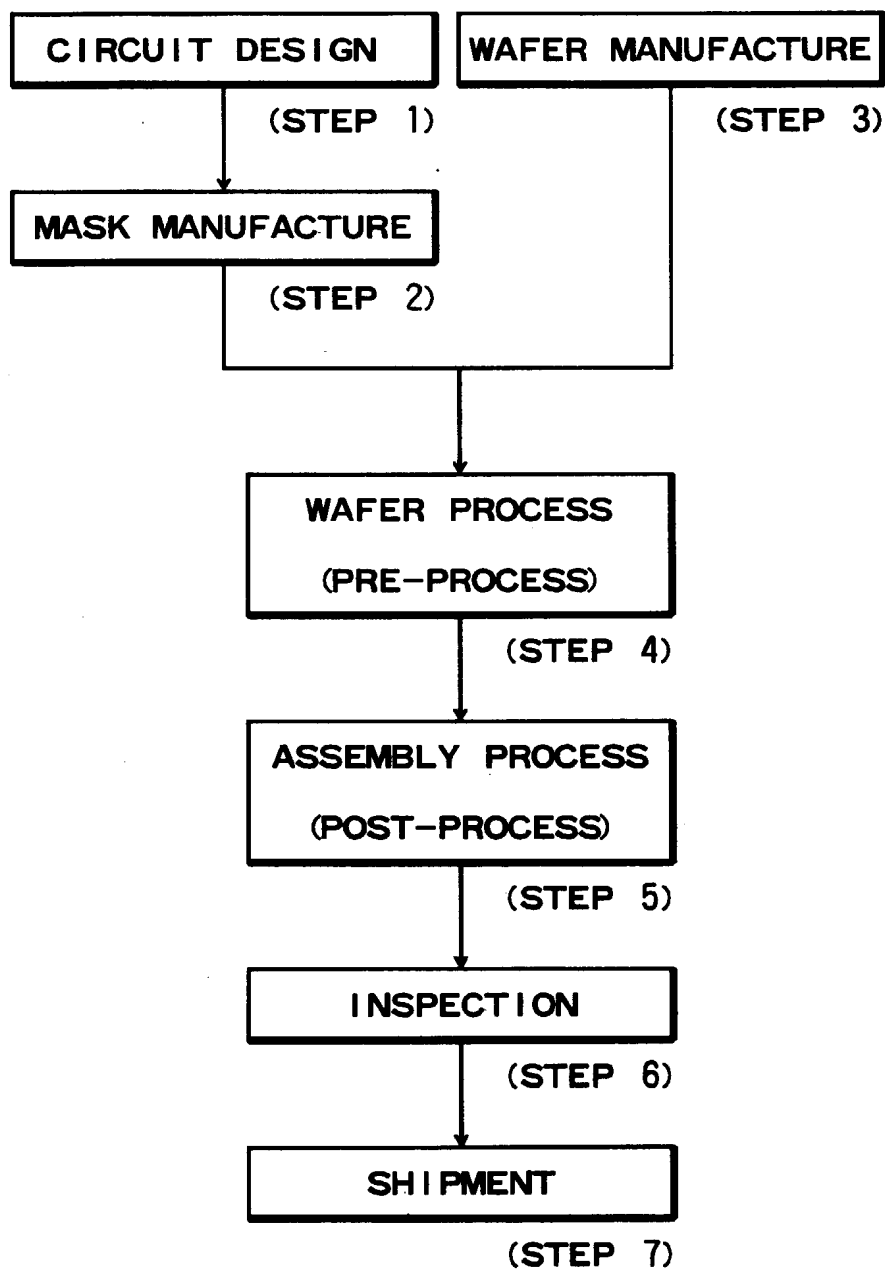 CIRCUIT DESIGN
(STEP 1)
WAFER MANUFACTURE
(STEP 3)
MASK MANUFACTURE
(STEP 2)
WAFER PROCESS
(PRE-PROCESS)
(STEP 4)
ASSEMBLY PROCESS
(POST-PROCESS)
(STEP 5)
INSPECTION
(STEP 6)
SHIPMENT
(STEP 7)